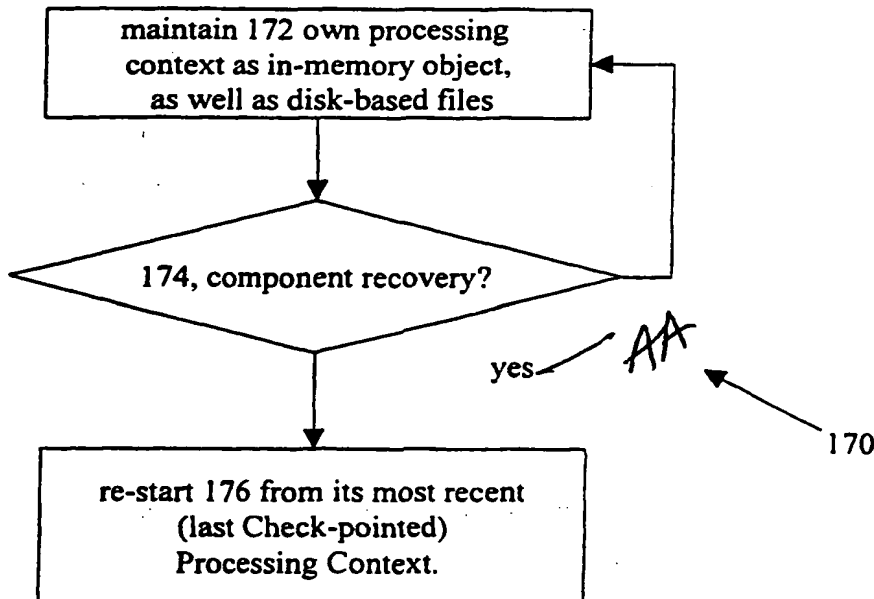 maintain 172 own processing
context as in-memory object,
as well as disk-based files
174, component recovery?
yes
AA
170
re-start 176 from its most recent
(last Check-pointed)
Processing Context.